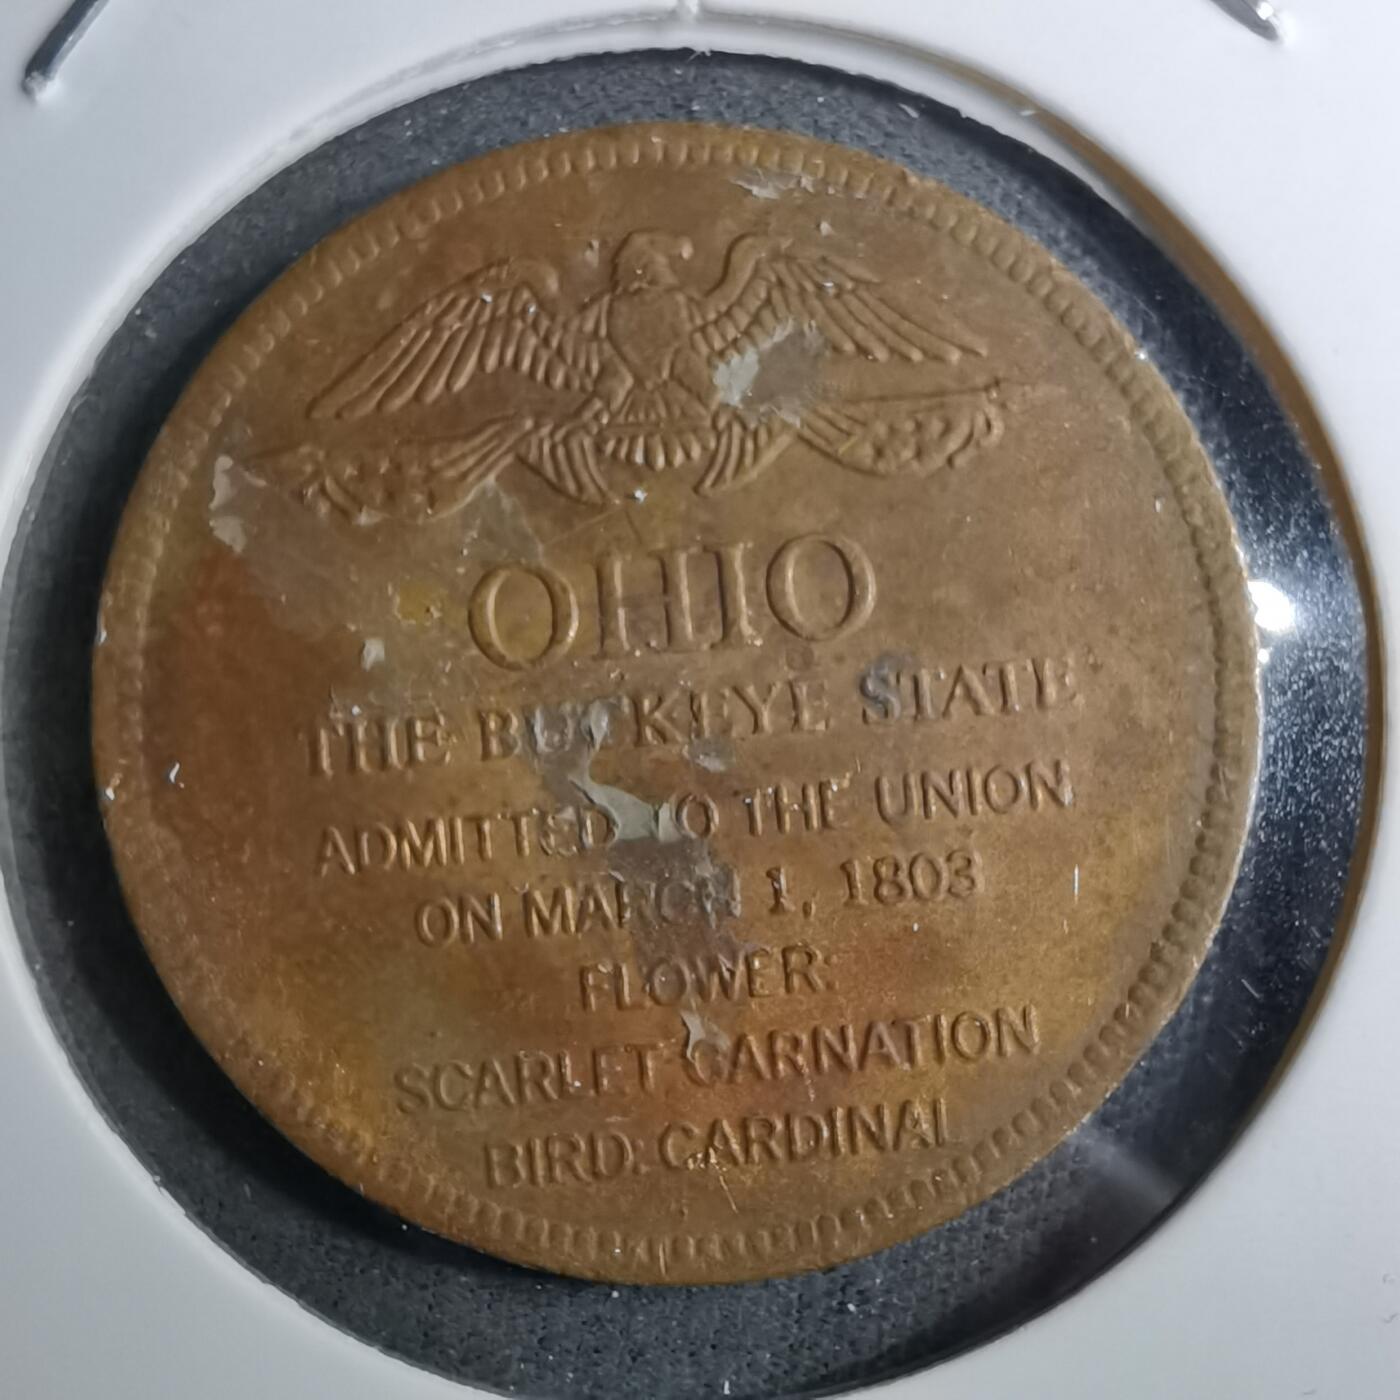 OHIO
THE BUCKEYE STATE
ADMITTED TO THE UNION
ON MARCH 1, 1803
FLOWER:
SCARLET CARNATION
BIRD: CARDINAL